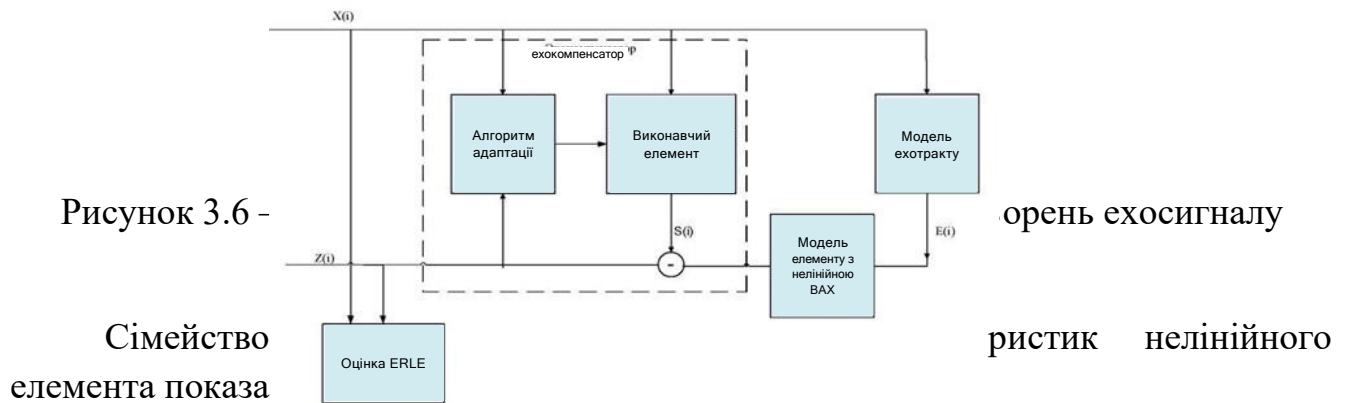 X(i)
ехокомпенсатор
Алгоритм
адаптації
Виконавчий
елемент
Модель
ехотракту
Рисунок 3.6 –
орень ехосигналу
S(i)
E(i)
Модель
елементу з
нелінійною
ВАХ
Z(i)
-
Сімейство
ристик нелінійного
Оцінка ERLE
елемента показа